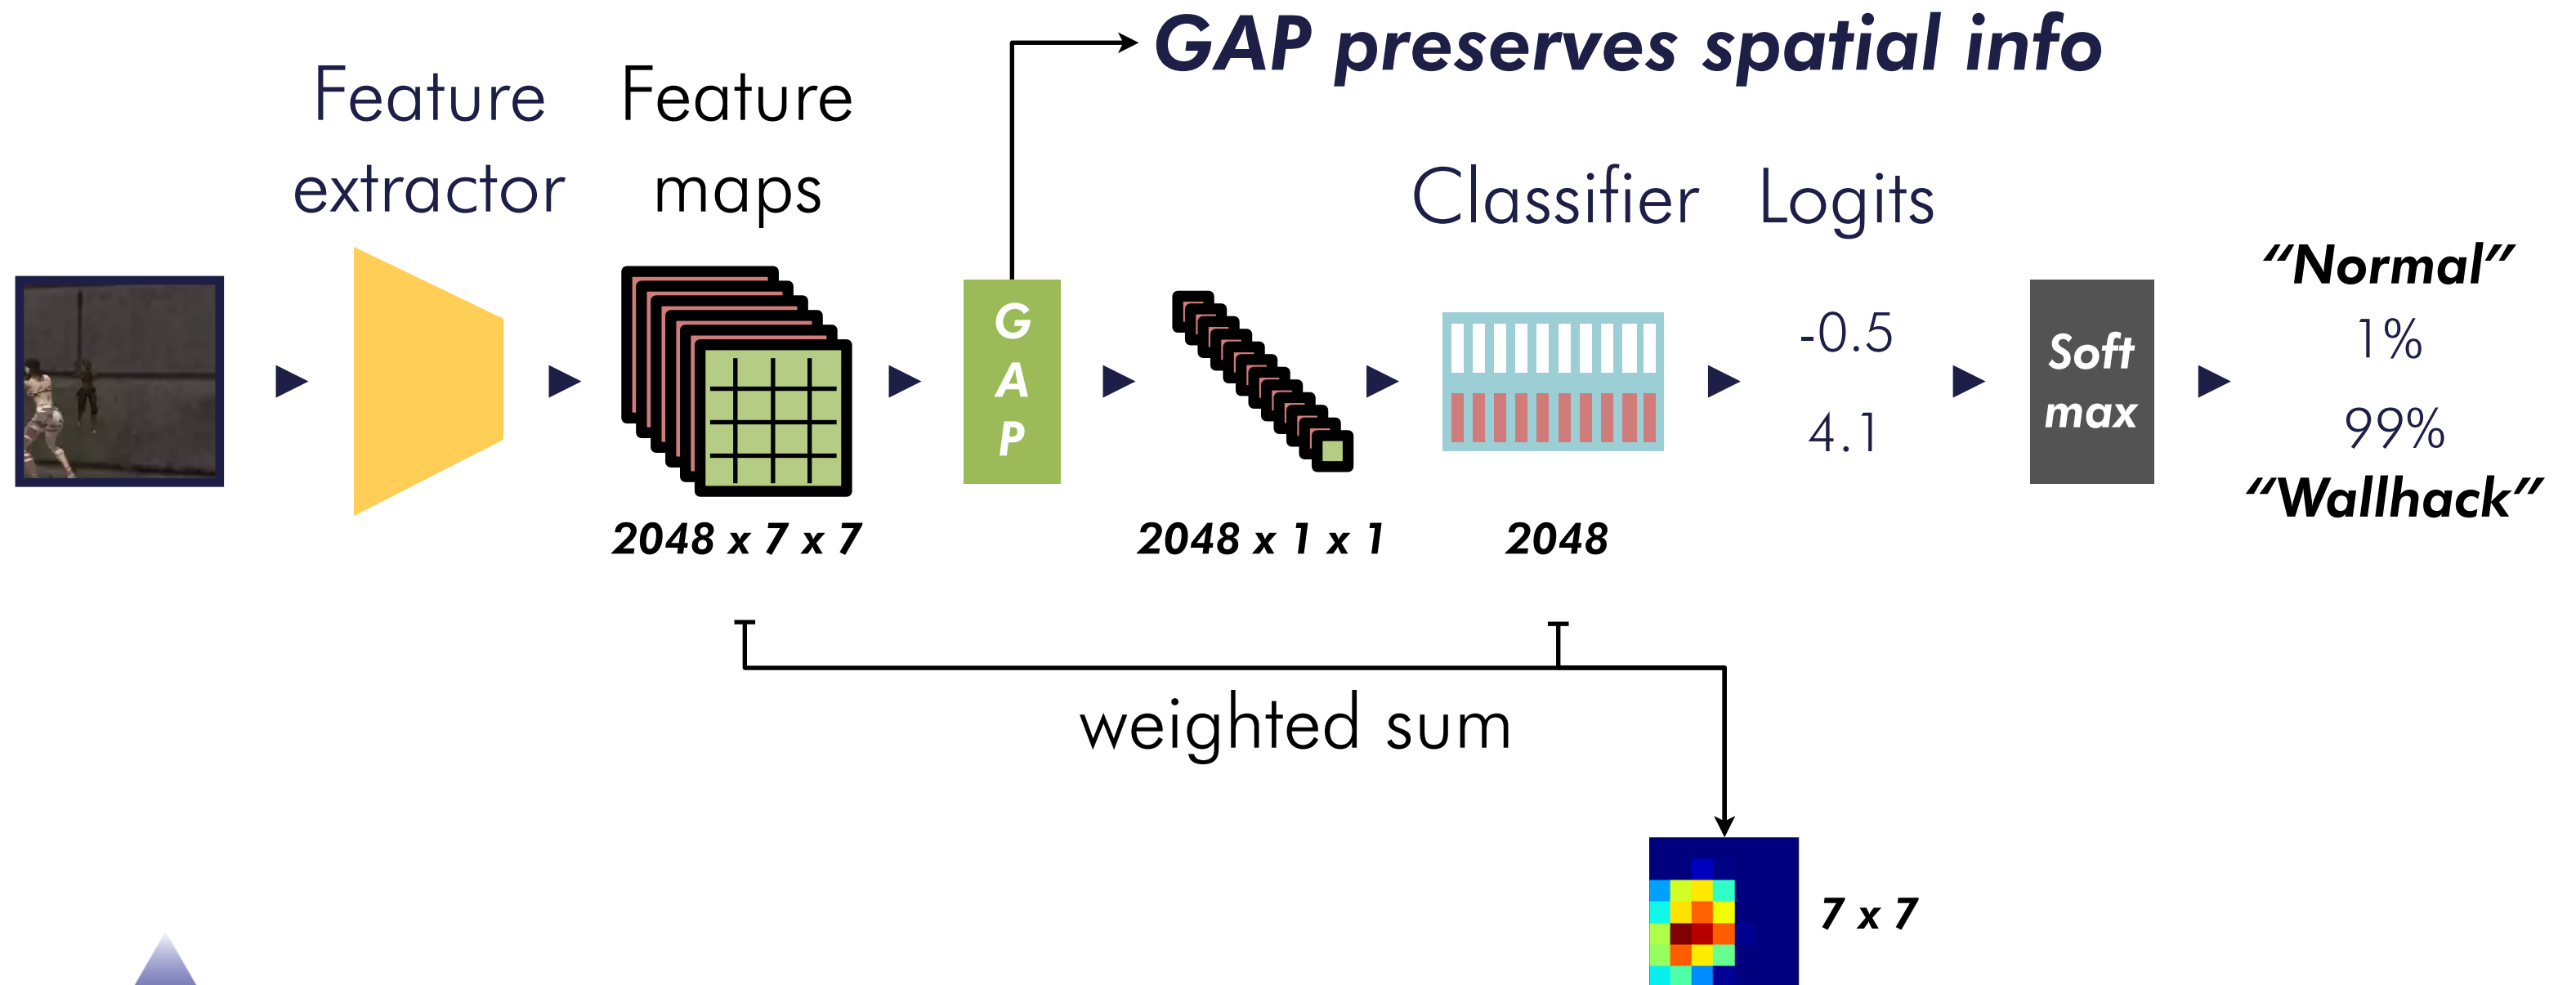 GAP preserves spatial info
Feature
extractor
Feature
maps
Classifier
Logits
G
A
P
-0.5
4.1
Soft
max
“Normal”
1%
99%
“Wallhack”
2048 x 7 x 7
2048 x 1 x 1
2048
weighted sum
7 x 7